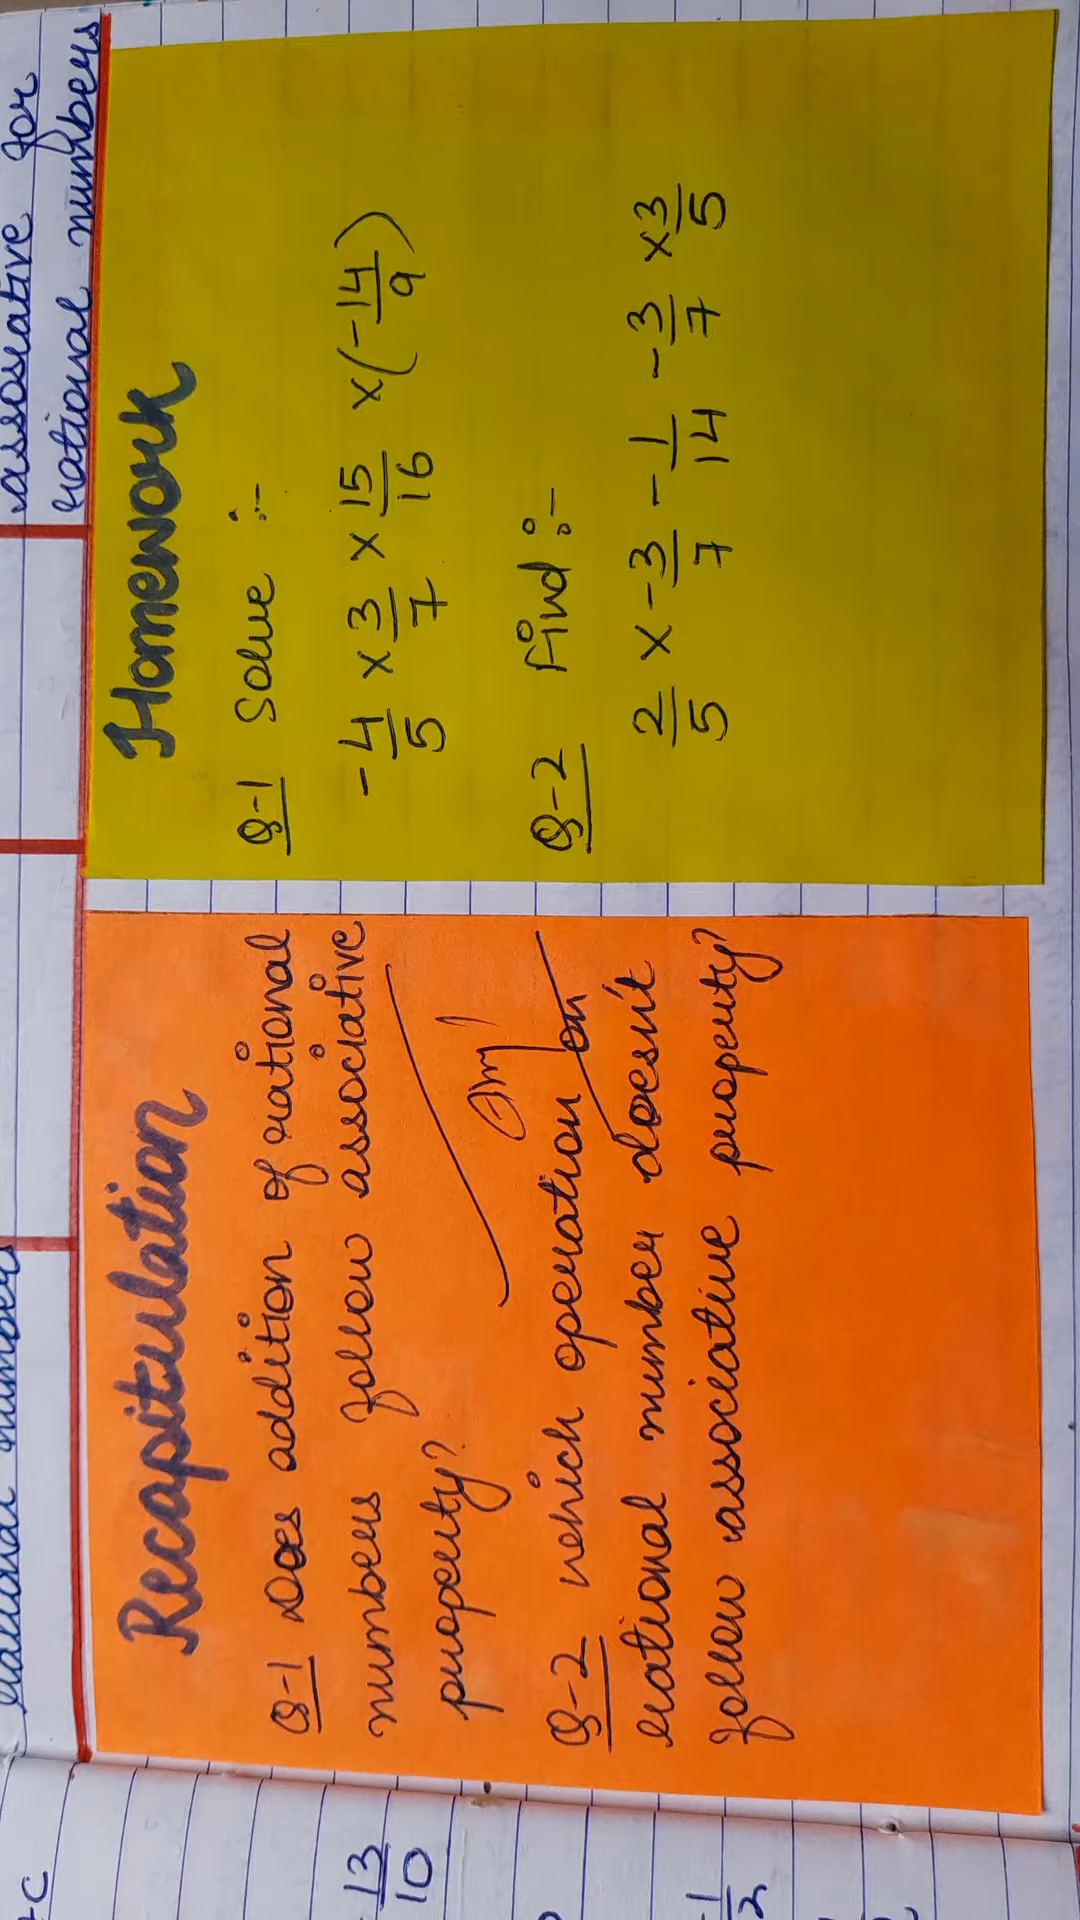 associative for
rational numbers
Recapitulation
Q-1 Does addition of rational
numbers follow associative
property?
Q-2 which operation on
rational number doesn't
follow associative property?
Homework
Q-1 Solve :-
-4/5 × 3/7 × 15/16 × (-14/9)
Q-2 Find :-
2/5 × -3/7 - 1/14 - 3/7 × 3/5
13/10